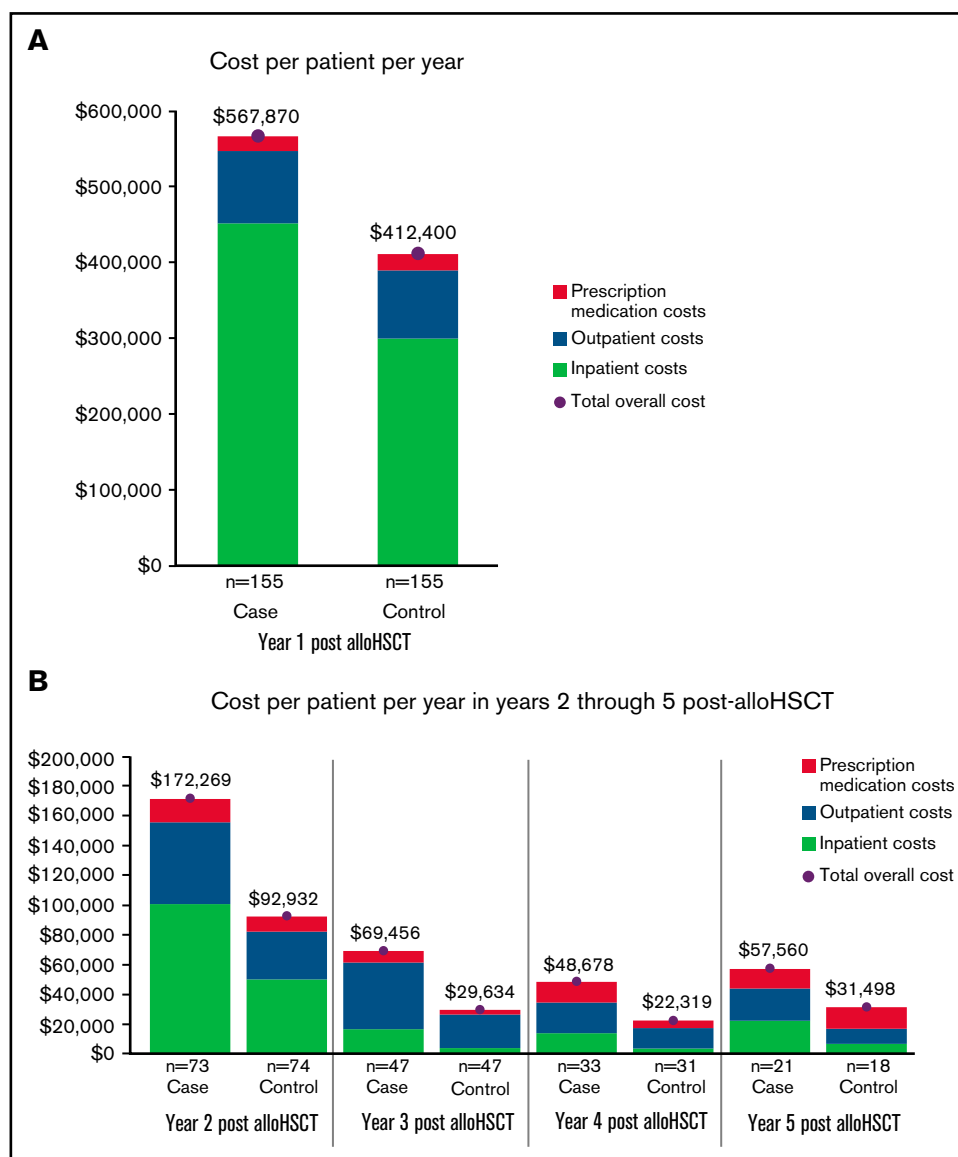 A
Cost per patient per year
$600,000
$500,000
$400,000
$300,000
$200,000
$100,000
$0
$567,870
$412,400
n=155
Case
n=155
Control
Year 1 post alloHSCT
Prescription
medication costs
Outpatient costs
Inpatient costs
Total overall cost
B
Cost per patient per year in years 2 through 5 post-alloHSCT
$200,000
$180,000
$160,000
$140,000
$120,000
$100,000
$80,000
$60,000
$40,000
$20,000
$0
$172,269
$92,932
$69,456
$29,634
$48,678
$22,319
$57,560
$31,498
Prescription
medication costs
Outpatient costs
Inpatient costs
Total overall cost
n=73
Case
n=74
Control
n=47
Case
n=47
Control
n=33
Case
n=31
Control
n=21
Case
n=18
Control
Year 2 post alloHSCT
Year 3 post alloHSCT
Year 4 post alloHSCT
Year 5 post alloHSCT